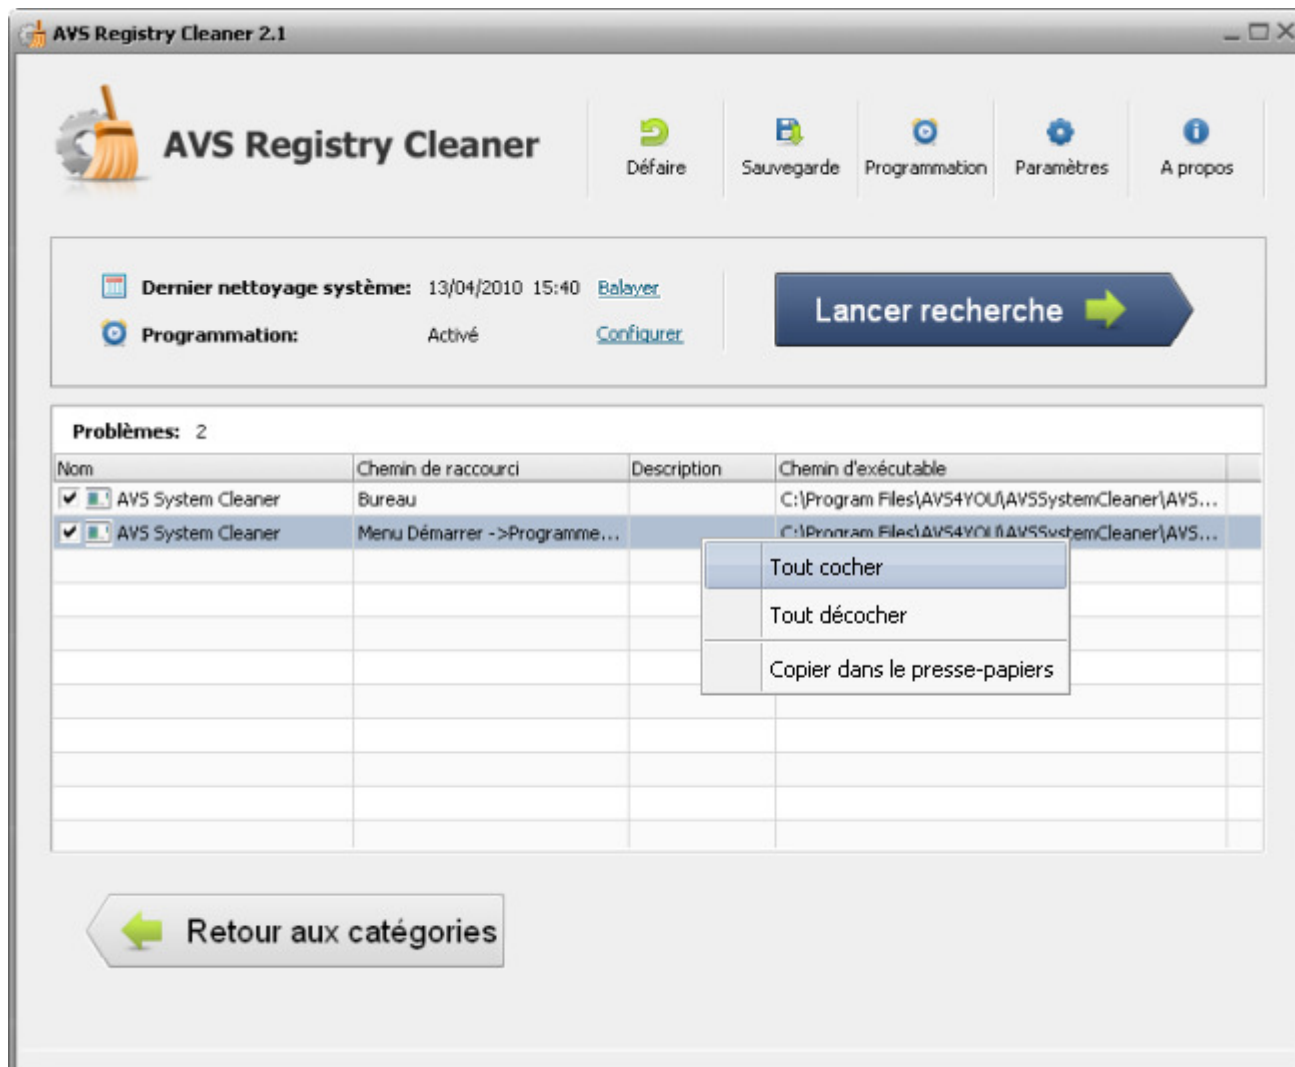 AVS Registry Cleaner 2.1
AVS Registry Cleaner
Défaire
Sauvegarde
Programmation
Paramètres
A propos
Dernier nettoyage système: 13/04/2010 15:40 Balayer
Lancer recherche
Programmation: Activé Configurer
Problèmes: 2
Nom Chemin de raccourci Description Chemin d'exécutable
AVS System Cleaner Bureau C:\Program Files\AVS4YOU\AVSSystemCleaner\AVS...
AVS System Cleaner Menu Démarrer ->Programme... C:\Program Files\AVS4YOU\AVSSystemCleaner\AVS...
Tout cocher
Tout décocher
Copier dans le presse-papiers
Retour aux catégories